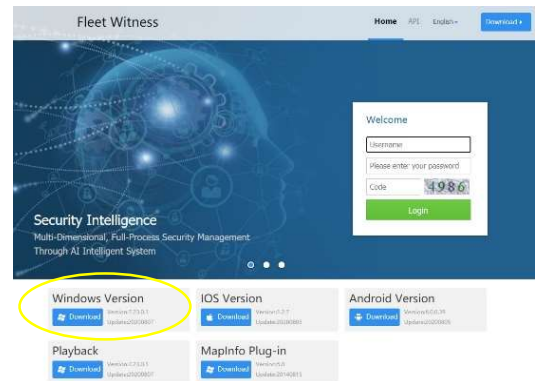 Fleet Witness
Home API English
Download
Welcome
Username
Please enter your password
Code 4986
Login
Security Intelligence
Multi-Dimensional, Full-Process Security Management
Through AI Intelligent System
Windows Version
Download
IOS Version
Download
Android Version
Download
Playback
Download
MapInfo Plug-in
Download